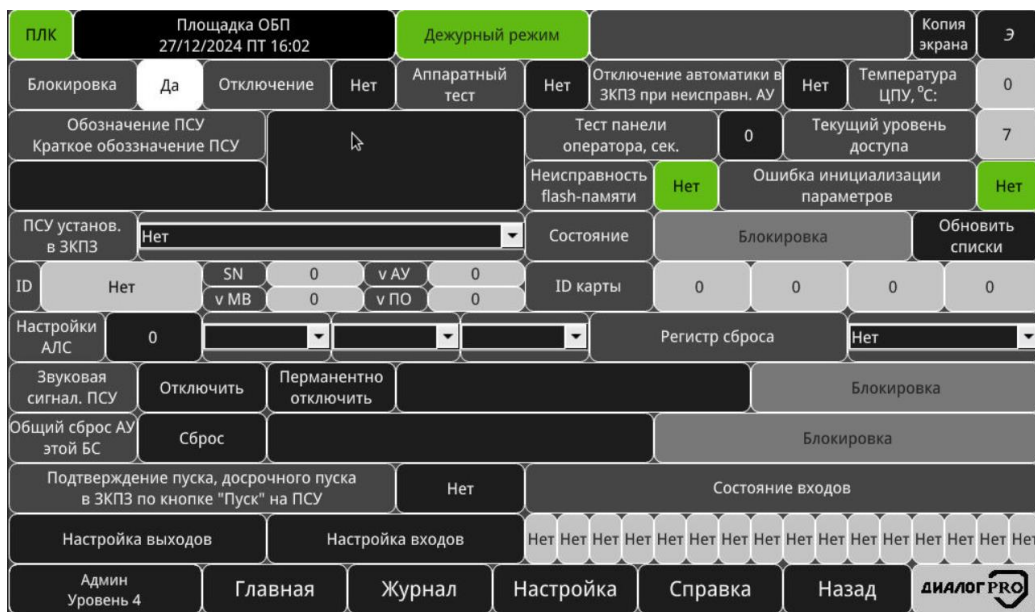 ПЛК
Площадка ОБП
27/12/2024 ПТ 16:02
Дежурный режим
Копия
экрана
Э
Блокировка
Да
Отключение
Нет
Аппаратный
тест
Нет
Отключение автоматики в
ЗКПЗ при неисправн. АУ
Нет
Температура
ЦПУ, °C:
0
Обозначение ПСУ
Краткое обоззначение ПСУ
Тест панели
оператора, сек.
0
Текущий уровень
доступа
7
Неисправность
flash-памяти
Нет
Ошибка инициализации
параметров
Нет
ПСУ установ.
в ЗКПЗ
Нет
Состояние
Блокировка
Обновить
списки
ID
Нет
SN
0
v АУ
0
v МВ
0
v ПО
0
ID карты
0
0
0
0
Настройки
АЛС
0
Регистр сброса
Нет
Звуковая
сигнал. ПСУ
Отключить
Перманентно
отключить
Блокировка
Общий сброс АУ
этой БС
Сброс
Блокировка
Подтверждение пуска, досрочного пуска
в ЗКПЗ по кнопке "Пуск" на ПСУ
Нет
Состояние входов
Настройка выходов
Настройка входов
Нет Нет Нет Нет Нет Нет Нет Нет Нет Нет Нет Нет Нет Нет Нет Нет
Админ
Уровень 4
Главная
Журнал
Настройка
Справка
Назад
ДИАЛОГ PRO